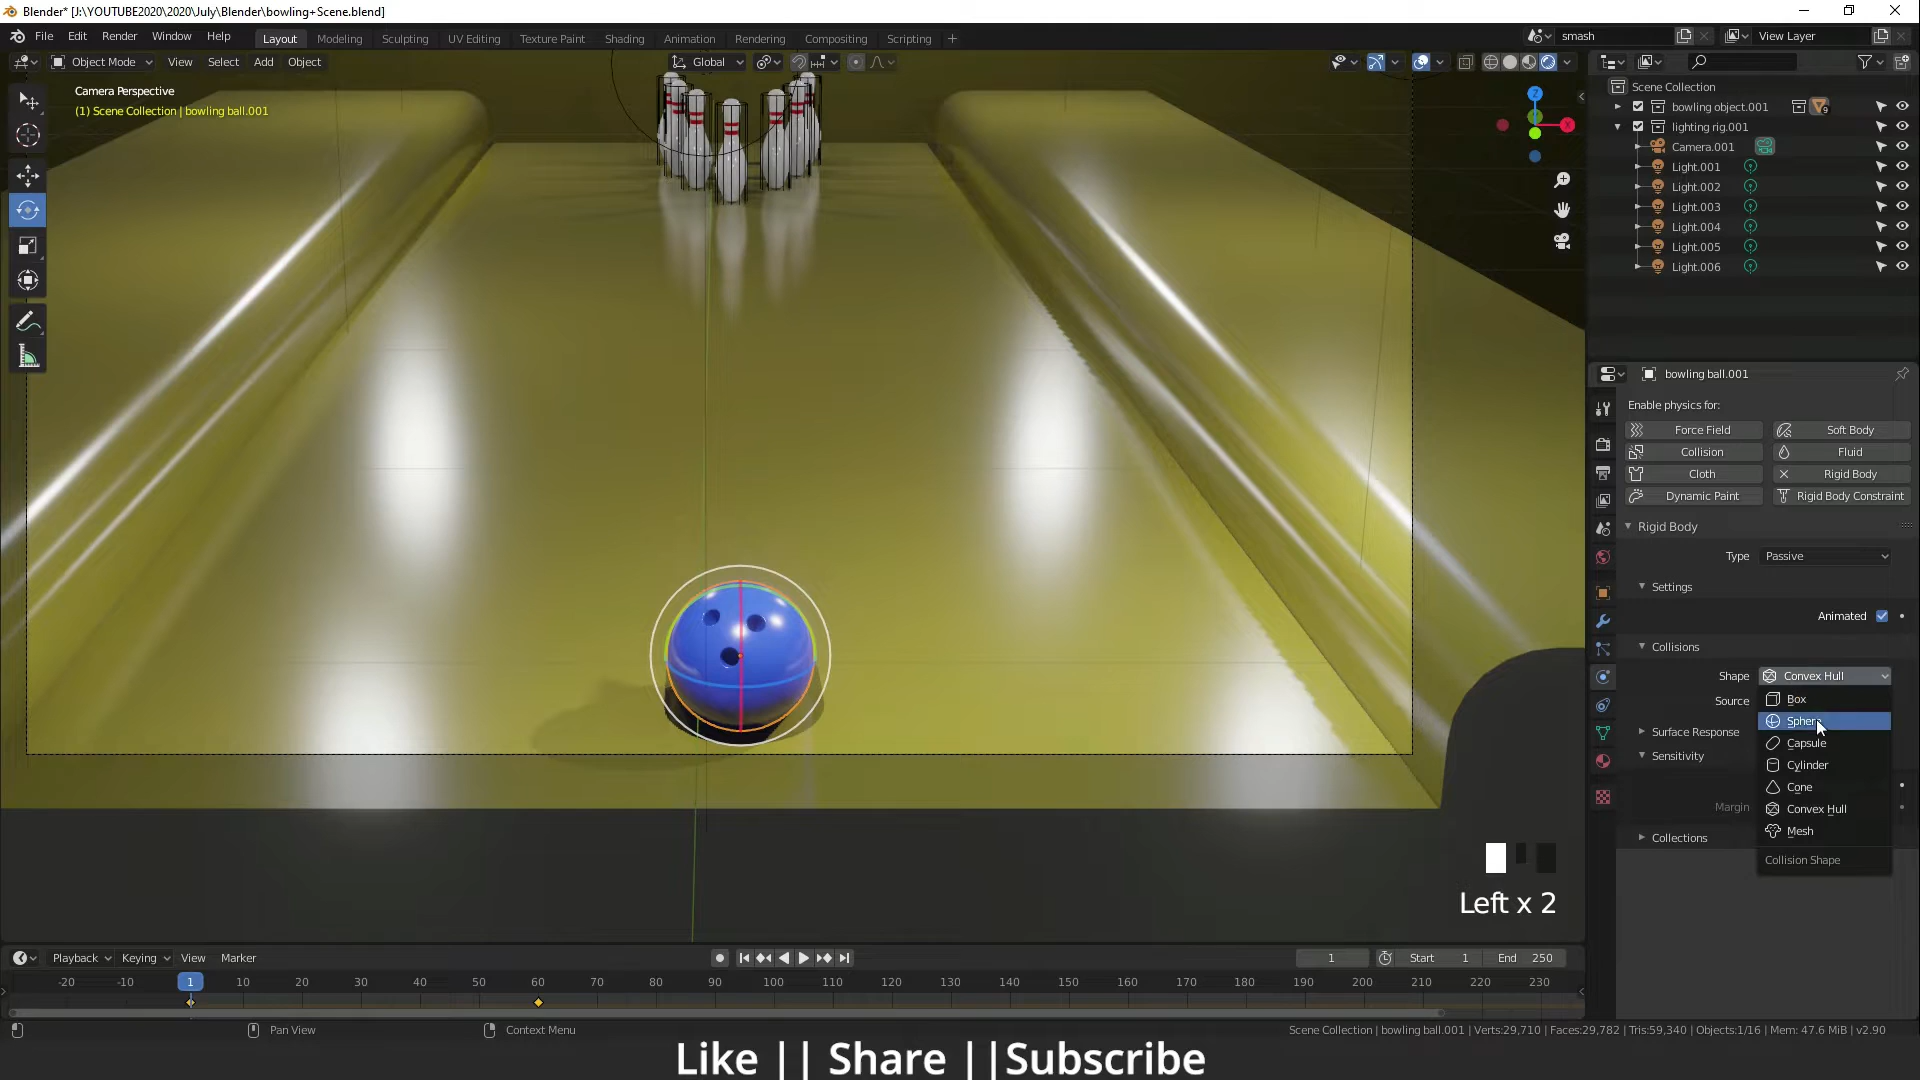 Blender* [J:\YOUTUBE2020\2020\July\Blender\bowling+Scene.blend]
File Edit Render Window Help Layout Modeling Sculpting UV Editing Texture Paint Shading Animation Rendering Compositing Scripting + smash View Layer
Object Mode View Select Add Object Global
Camera Perspective
(1) Scene Collection | bowling ball.001
Z
X
Scene Collection
bowling object.001 9
lighting rig.001
Camera.001
Light.001
Light.002
Light.003
Light.004
Light.005
Light.006
bowling ball.001
Enable physics for:
Force Field Soft Body
Collision Fluid
Cloth Rigid Body
Dynamic Paint Rigid Body Constraint
Rigid Body
Type Passive
Settings
Animated
Collisions
Shape Convex Hull
Source Box
Sphere
Surface Response
Capsule
Sensitivity
Cylinder
Cone
Margin Convex Hull
Mesh
Collections
Collision Shape
Left x 2
Playback Keying View Marker 1 Start 1 End 250
-20 -10 1 10 20 30 40 50 60 70 80 90 100 110 120 130 140 150 160 170 180 190 200 210 220 230
Pan View Context Menu Scene Collection | bowling ball.001 | Verts:29,710 | Faces:29,782 | Tris:59,340 | Objects:1/16 | Mem: 47.6 MiB | v2.90
Like || Share ||Subscribe